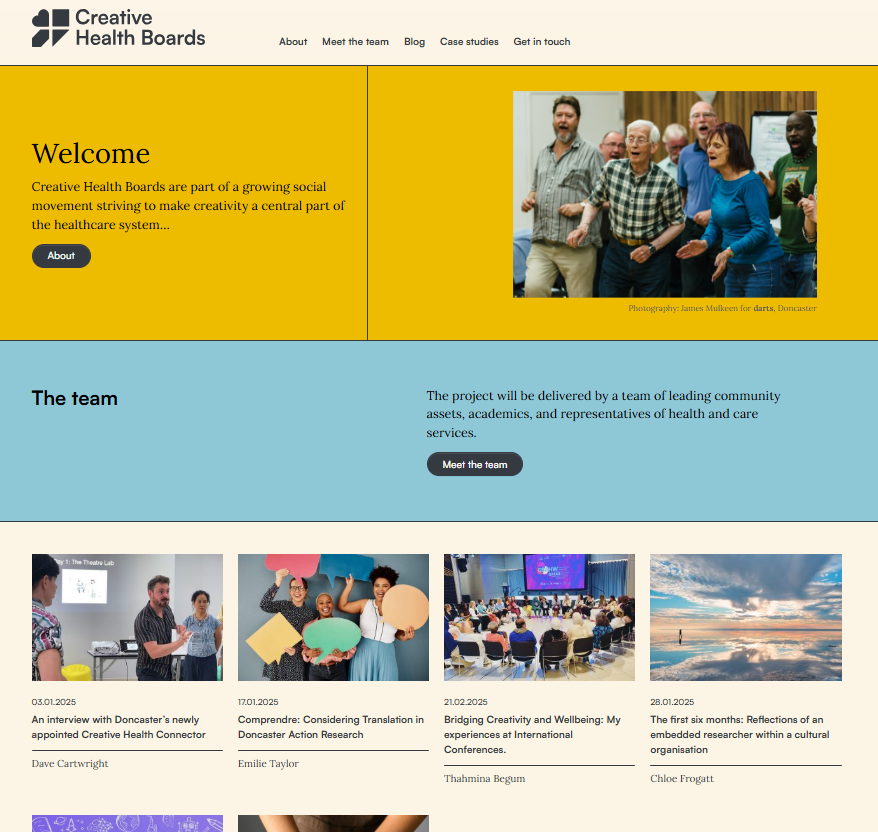 Creative
Health Boards
About
Meet the team
Blog
Case studies
Get in touch
Welcome
Creative Health Boards are part of a growing social
movement striving to make creativity a central part of
the healthcare system...
About
Photography: James Mulkeen for darts, Doncaster
The team
The project will be delivered by a team of leading community
assets, academics, and representatives of health and care
services.
Meet the team
1: The Theatre Lab
03.01.2025
An interview with Doncaster's newly
appointed Creative Health Connector
Dave Cartwright
17.01.2025
Comprendre: Considering Translation in
Doncaster Action Research
Emilie Taylor
21.02.2025
Bridging Creativity and Wellbeing: My
experiences at International
Conferences.
Thahmina Begum
28.01.2025
The first six months: Reflections of an
embedded researcher within a cultural
organisation
Chloe Frogatt